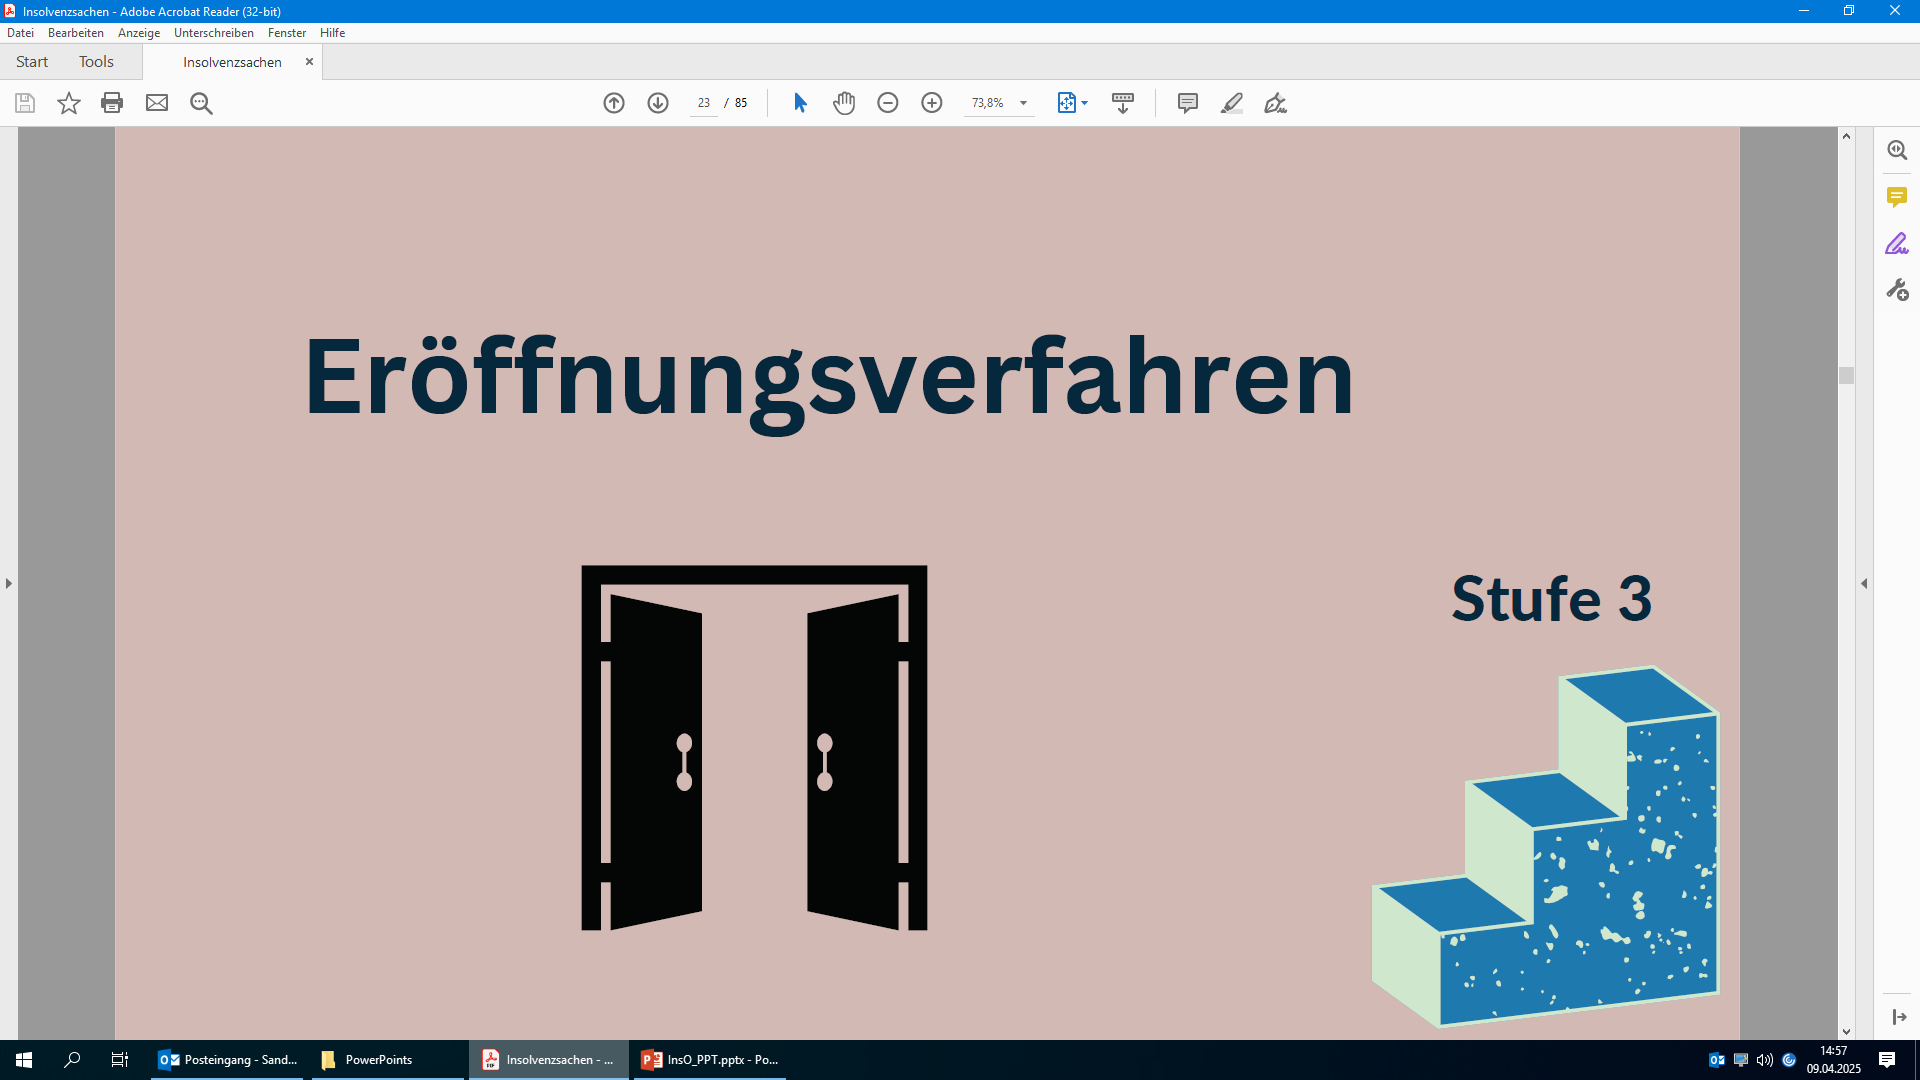 Insolvenzsachen - Adobe Acrobat Reader (32-bit)
Datei Bearbeiten Anzeige Unterschreiben Fenster Hilfe
Start Tools Insolvenzsachen ×
23 / 85 73,8%
Eröffnungsverfahren
Stufe 3
Posteingang - Sand... PowerPoints Insolvenzsachen - ... InsO_PPT.pptx - Po...
14:57
09.04.2025